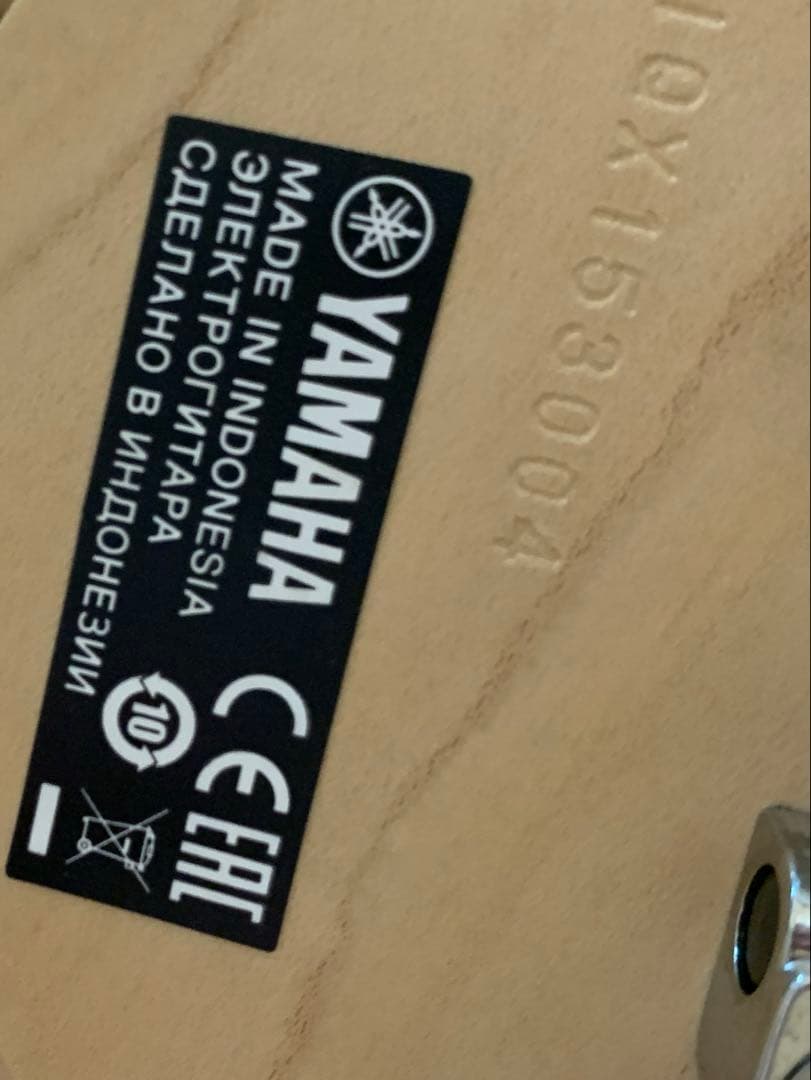 IQX153004
YAMAHA
MADE IN INDONESIA
ЭЛЕКТРОГИТАРА
СДЕЛАНО В ИНДОНЕЗИИ
CE
10
EAC